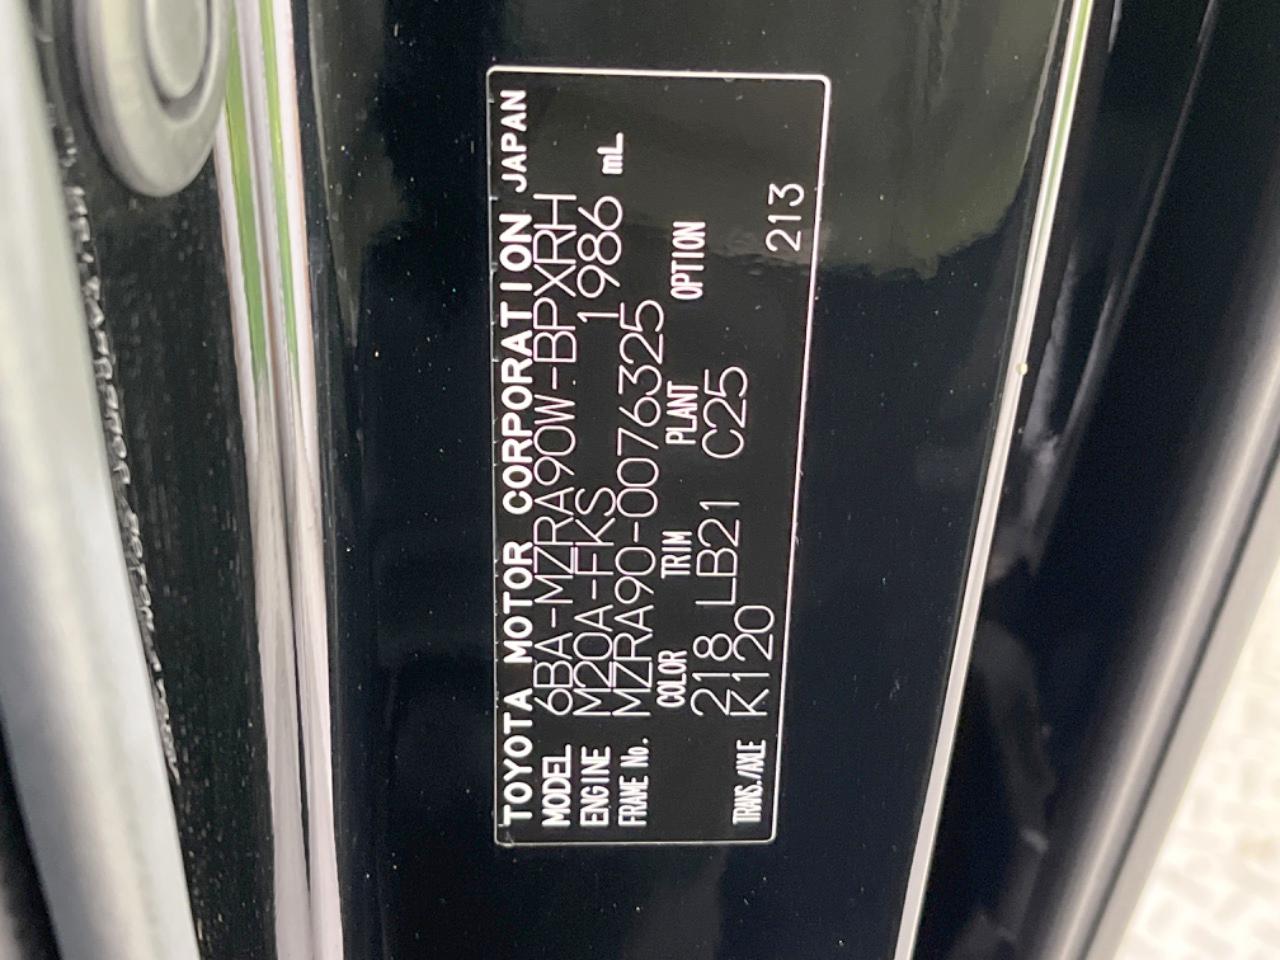 TOYOTA MOTOR CORPORATION JAPAN
MODEL 6BA-MZRA90W-BPXRH
ENGINE M20A-FKS 1986 mL
FRAME No. MZRA90-0076325
COLOR TRIM PLANT OPTION
218 LB21 C25
TRANS./AXLE K120 213